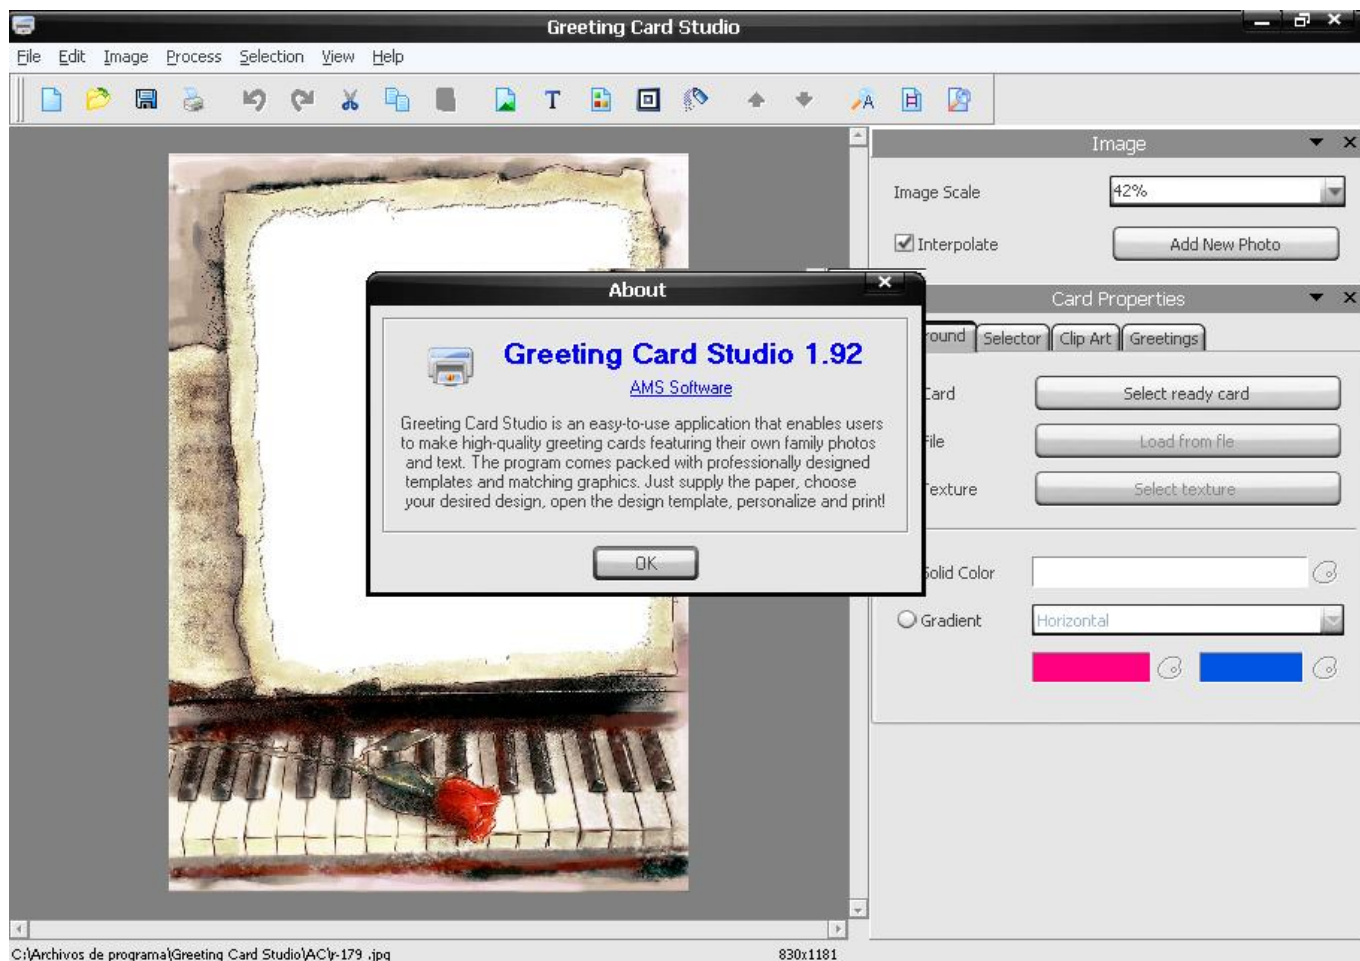 Greeting Card Studio
File Edit Image Process Selection View Help
Image
Image Scale 42%
Interpolate Add New Photo
About
Greeting Card Studio 1.92
AMS Software
Greeting Card Studio is an easy-to-use application that enables users
to make high-quality greeting cards featuring their own family photos
and text. The program comes packed with professionally designed
templates and matching graphics. Just supply the paper, choose
your desired design, open the design template, personalize and print!
OK
Card Properties
ound Selector Clip Art Greetings
Card Select ready card
File Load from fle
Texture Select texture
Solid Color
Gradient Horizontal
C:\Archivos de programa\Greeting Card Studio\AC\r-179 .jpg 830x1181